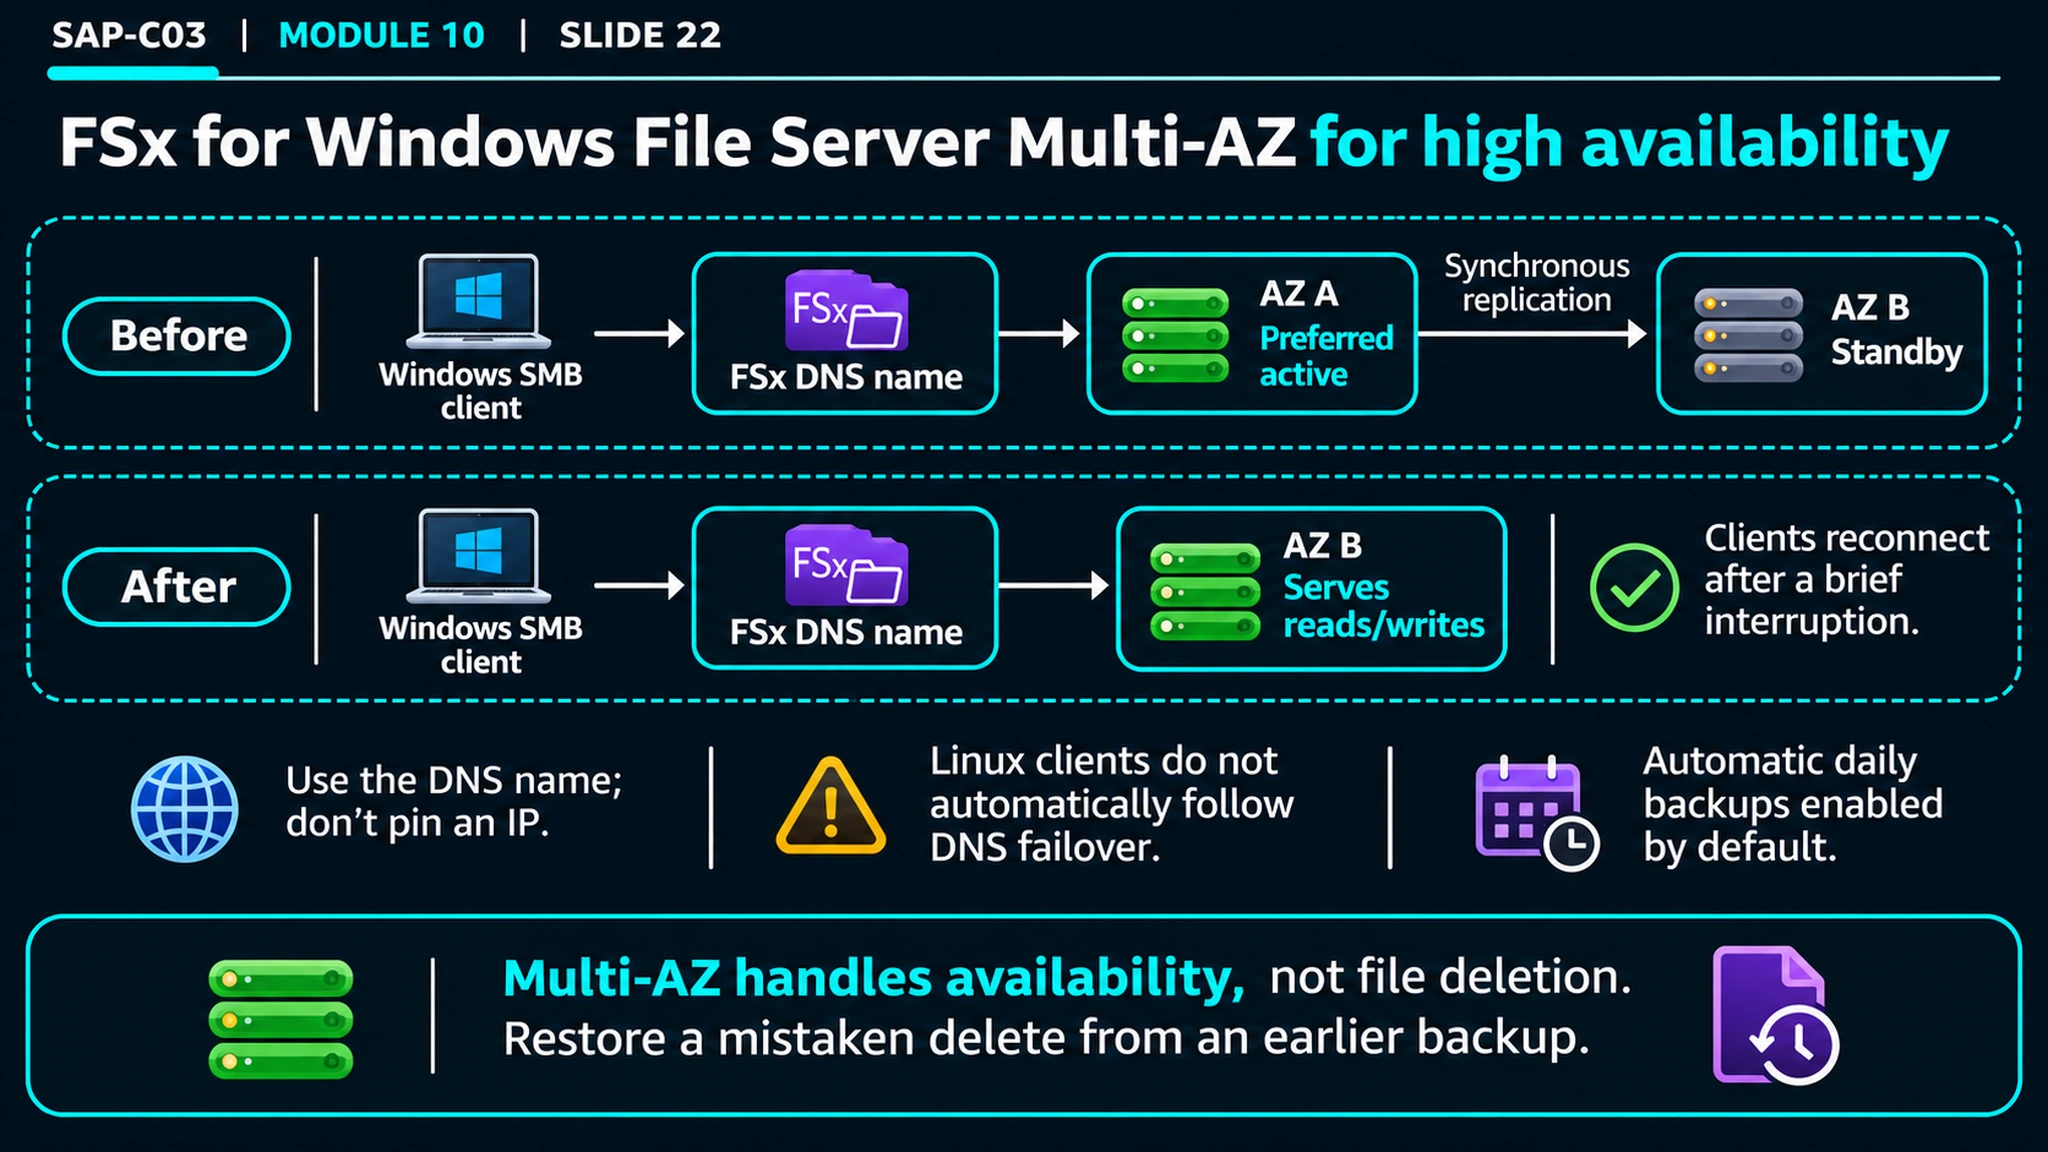 SAP-C03 | MODULE 10 | SLIDE 22
FSx for Windows File Server Multi-AZ for high availability
Before
Windows SMB
client
FSx
FSx DNS name
AZ A
Preferred
active
Synchronous
replication
AZ B
Standby
After
Windows SMB
client
FSx
FSx DNS name
AZ B
Serves
reads/writes
Clients reconnect
after a brief
interruption.
Use the DNS name;
don't pin an IP.
Linux clients do not
automatically follow
DNS failover.
Automatic daily
backups enabled
by default.
Multi-AZ handles availability, not file deletion.
Restore a mistaken delete from an earlier backup.